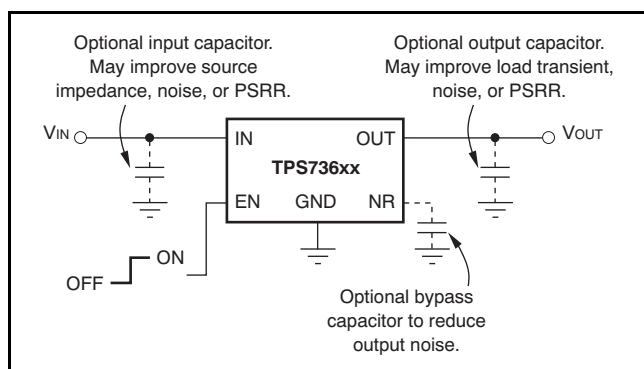 Optional input capacitor.
May improve source
impedance, noise, or PSRR.
Optional output capacitor.
May improve load transient,
noise, or PSRR.
VIN
IN
OUT
VOUT
TPS736xx
EN
GND
NR
OFF
ON
Optional bypass
capacitor to reduce
output noise.